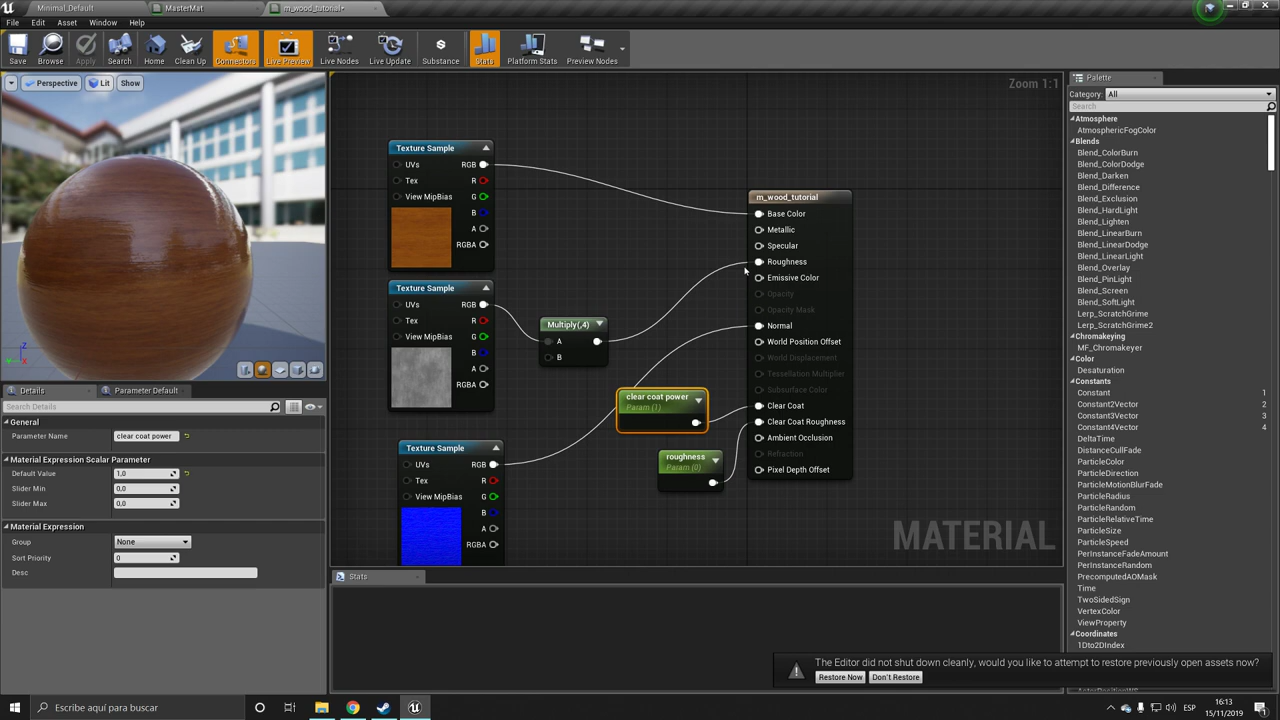 Minimal_Default
MasterMat
m_wood_tutorial*
File
Edit
Asset
Window
Help
Save
Browse
Apply
Search
Home
Clean Up
Connectors
Live Preview
Live Nodes
Live Update
Substance
Stats
Platform Stats
Preview Nodes
Perspective
Lit
Show
Zoom 1:1
Texture Sample
UVs
RGB
Tex
R
View MipBias
G
B
A
RGBA
Texture Sample
UVs
RGB
Tex
R
View MipBias
G
B
A
RGBA
Texture Sample
UVs
RGB
Tex
R
View MipBias
G
B
A
RGBA
Multiply(,4)
A
B
clear coat power
Param (1)
roughness
Param (0)
m_wood_tutorial
Base Color
Metallic
Specular
Roughness
Emissive Color
Opacity
Opacity Mask
Normal
World Position Offset
World Displacement
Tessellation Multiplier
Subsurface Color
Clear Coat
Clear Coat Roughness
Ambient Occlusion
Refraction
Pixel Depth Offset
MATERIAL
Details
Parameter Default
Search Details
General
Parameter Name
clear coat power
Material Expression Scalar Parameter
Default Value
1,0
Slider Min
0,0
Slider Max
0,0
Material Expression
Group
None
Sort Priority
0
Desc
Stats
Palette
Category: All
Search
Atmosphere
AtmosphericFogColor
Blends
Blend_ColorBurn
Blend_ColorDodge
Blend_Darken
Blend_Difference
Blend_Exclusion
Blend_HardLight
Blend_Lighten
Blend_LinearBurn
Blend_LinearDodge
Blend_LinearLight
Blend_Overlay
Blend_PinLight
Blend_Screen
Blend_SoftLight
Lerp_ScratchGrime
Lerp_ScratchGrime2
Chromakeying
MF_Chromakeyer
Color
Desaturation
Constants
Constant 1
Constant2Vector 2
Constant3Vector 3
Constant4Vector 4
DeltaTime
DistanceCullFade
ParticleColor
ParticleDirection
ParticleMotionBlurFade
ParticleRadius
ParticleRandom
ParticleRelativeTime
ParticleSize
ParticleSpeed
PerInstanceFadeAmount
PerInstanceRandom
PrecomputedAOMask
Time
TwoSidedSign
VertexColor
ViewProperty
Coordinates
1Dto2DIndex
The Editor did not shut down cleanly, would you like to attempt to restore previously open assets now?
Restore Now
Don't Restore
Escribe aquí para buscar
ESP
16:13
15/11/2019